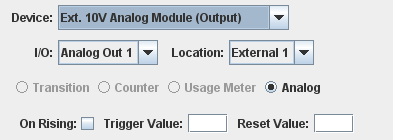 Device: Ext. 10V Analog Module (Output)
I/O: Analog Out 1 Location: External 1
Transition Counter Usage Meter Analog
On Rising: Trigger Value: Reset Value: